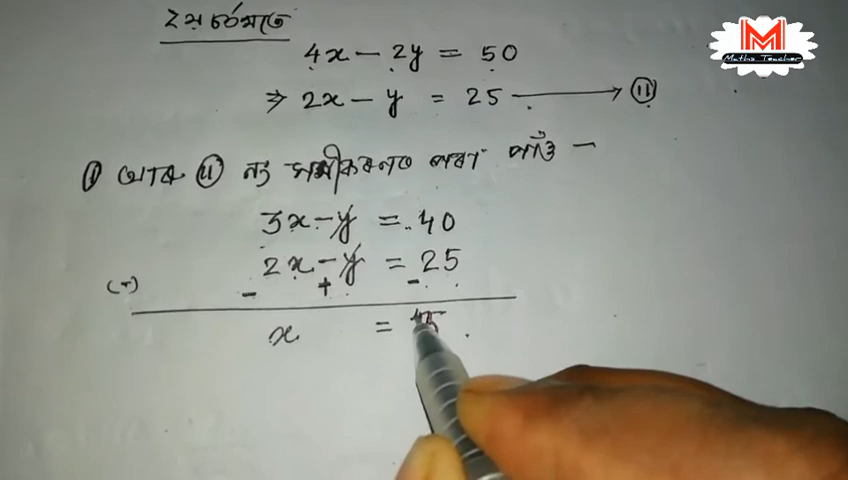 ২য় চৰ্তমতে
4x - 2y = 50
⇒ 2x - y = 25 ⟶ (II)
(I) আৰু (II) নং সমীকৰণত পৰা পাওঁ -
3x - y = 40
2x - y = 25
(-) - + -
x = 15
M
Maths Teacher